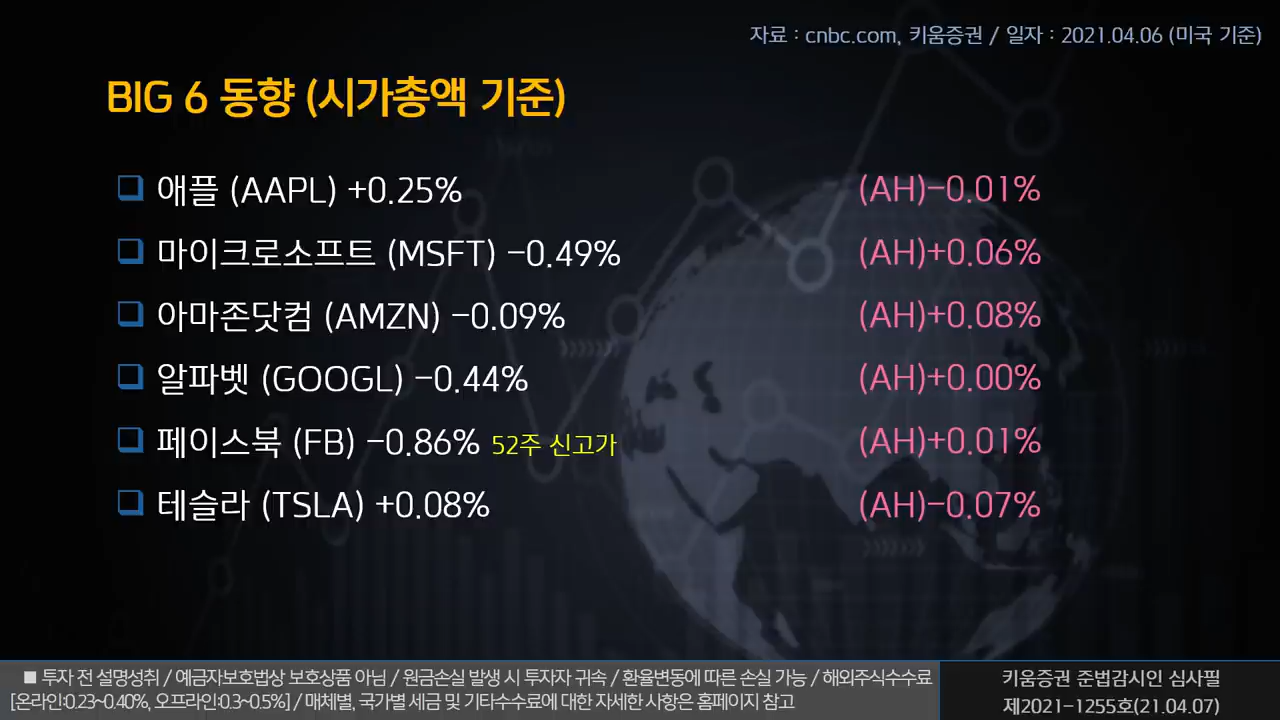 자료 : cnbc.com, 키움증권 / 일자 : 2021.04.06 (미국 기준)
BIG 6 동향 (시가총액 기준)
애플 (AAPL) +0.25% (AH)-0.01%
마이크로소프트 (MSFT) -0.49% (AH)+0.06%
아마존닷컴 (AMZN) -0.09% (AH)+0.08%
알파벳 (GOOGL) -0.44% (AH)+0.00%
페이스북 (FB) -0.86% 52주 신고가 (AH)+0.01%
테슬라 (TSLA) +0.08% (AH)-0.07%
■ 투자 전 설명성취 / 예금자보호법상 보호상품 아님 / 원금손실 발생 시 투자자 귀속 / 환율변동에 따른 손실 가능 / 해외주식수수료
[온라인:0.23~0.40%, 오프라인:0.3~0.5%] / 매체별, 국가별 세금 및 기타수수료에 대한 자세한 사항은 홈페이지 참고
키움증권 준법감시인 심사필
제2021-1255호(21.04.07)